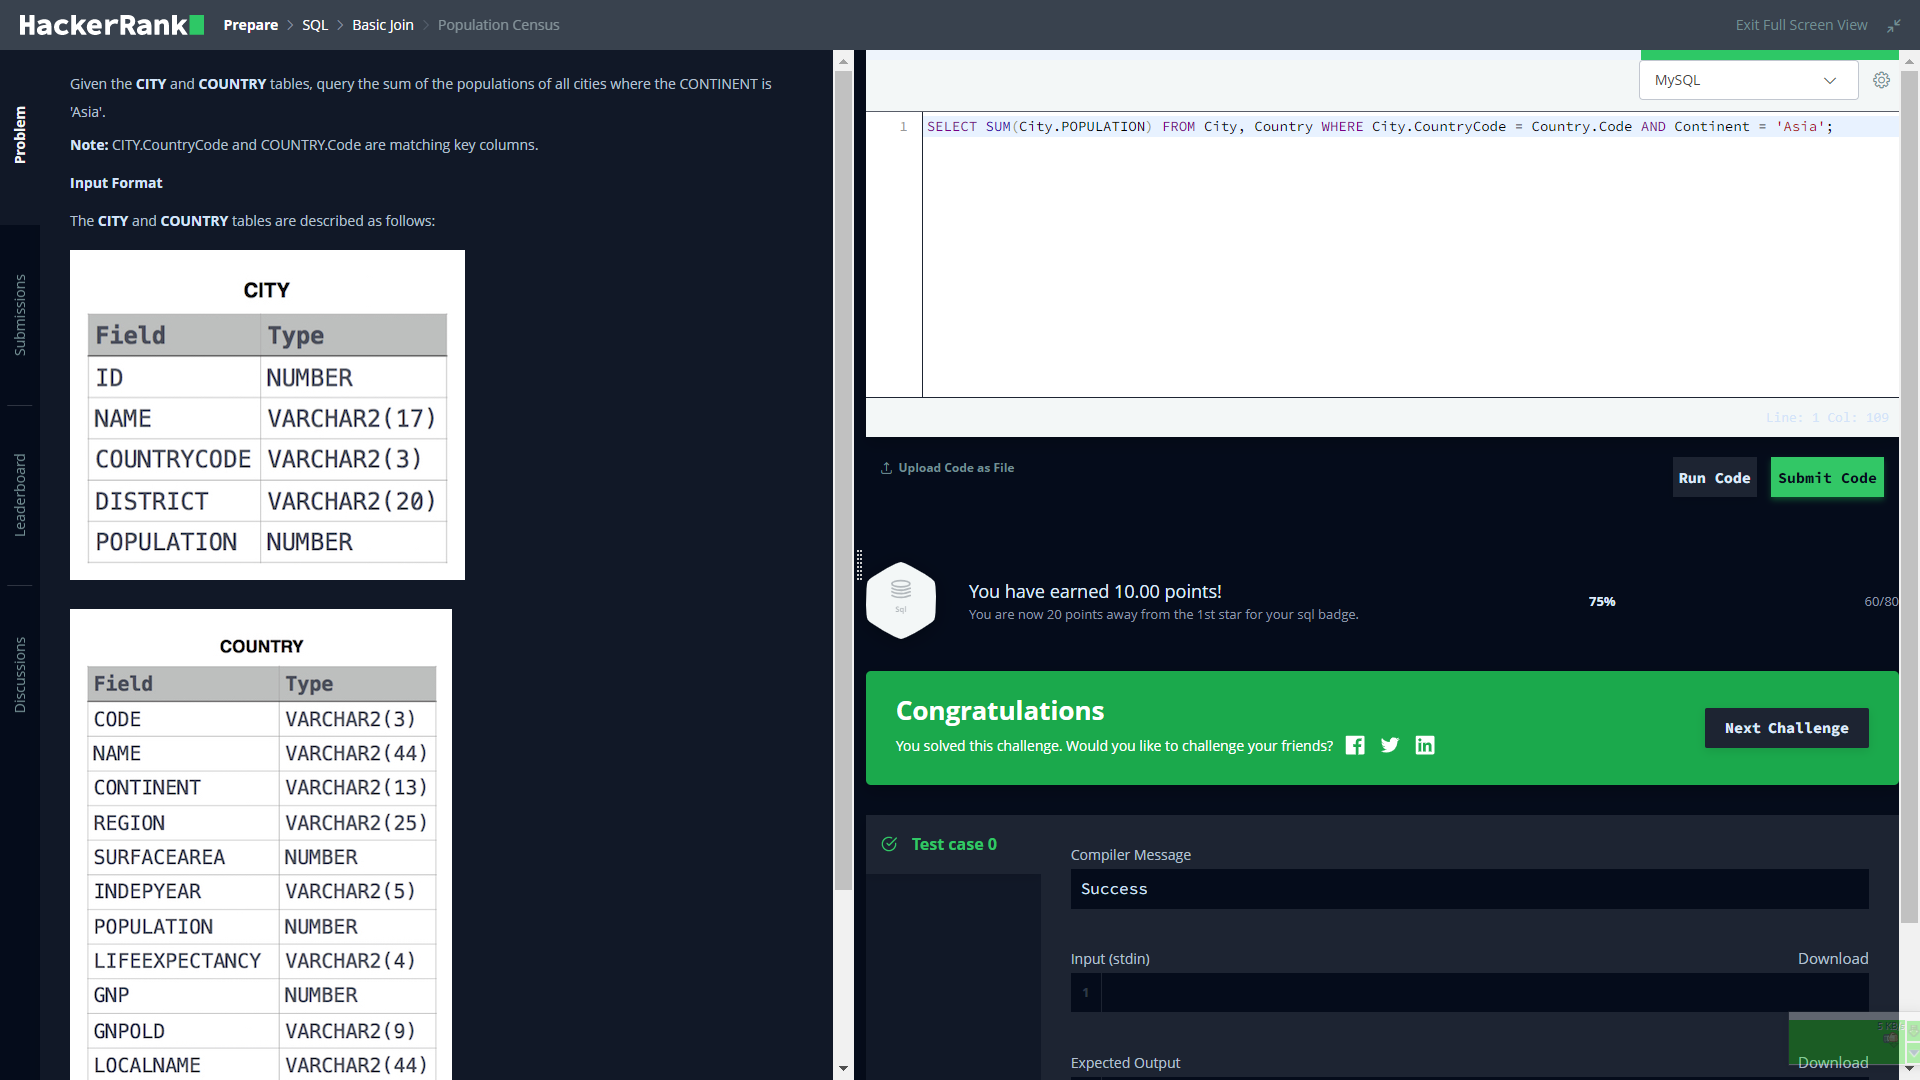 HackerRank
Prepare > SQL > Basic Join > Population Census
Exit Full Screen View
Problem
Submissions
Leaderboard
Discussions
Given the CITY and COUNTRY tables, query the sum of the populations of all cities where the CONTINENT is
'Asia'.
Note: CITY.CountryCode and COUNTRY.Code are matching key columns.
Input Format
The CITY and COUNTRY tables are described as follows:
CITY
Field Type
ID NUMBER
NAME VARCHAR2(17)
COUNTRYCODE VARCHAR2(3)
DISTRICT VARCHAR2(20)
POPULATION NUMBER
COUNTRY
Field Type
CODE VARCHAR2(3)
NAME VARCHAR2(44)
CONTINENT VARCHAR2(13)
REGION VARCHAR2(25)
SURFACEAREA NUMBER
INDEPYEAR VARCHAR2(5)
POPULATION NUMBER
LIFEEXPECTANCY VARCHAR2(4)
GNP NUMBER
GNPOLD VARCHAR2(9)
LOCALNAME VARCHAR2(44)
MySQL
1 SELECT SUM(City.POPULATION) FROM City, Country WHERE City.CountryCode = Country.Code AND Continent = 'Asia';
Line: 1 Col: 109
Upload Code as File
Run Code
Submit Code
Sql
You have earned 10.00 points!
You are now 20 points away from the 1st star for your sql badge.
75%
60/80
Congratulations
You solved this challenge. Would you like to challenge your friends?
Next Challenge
Test case 0
Compiler Message
Success
Input (stdin)
Download
1
Expected Output
Download